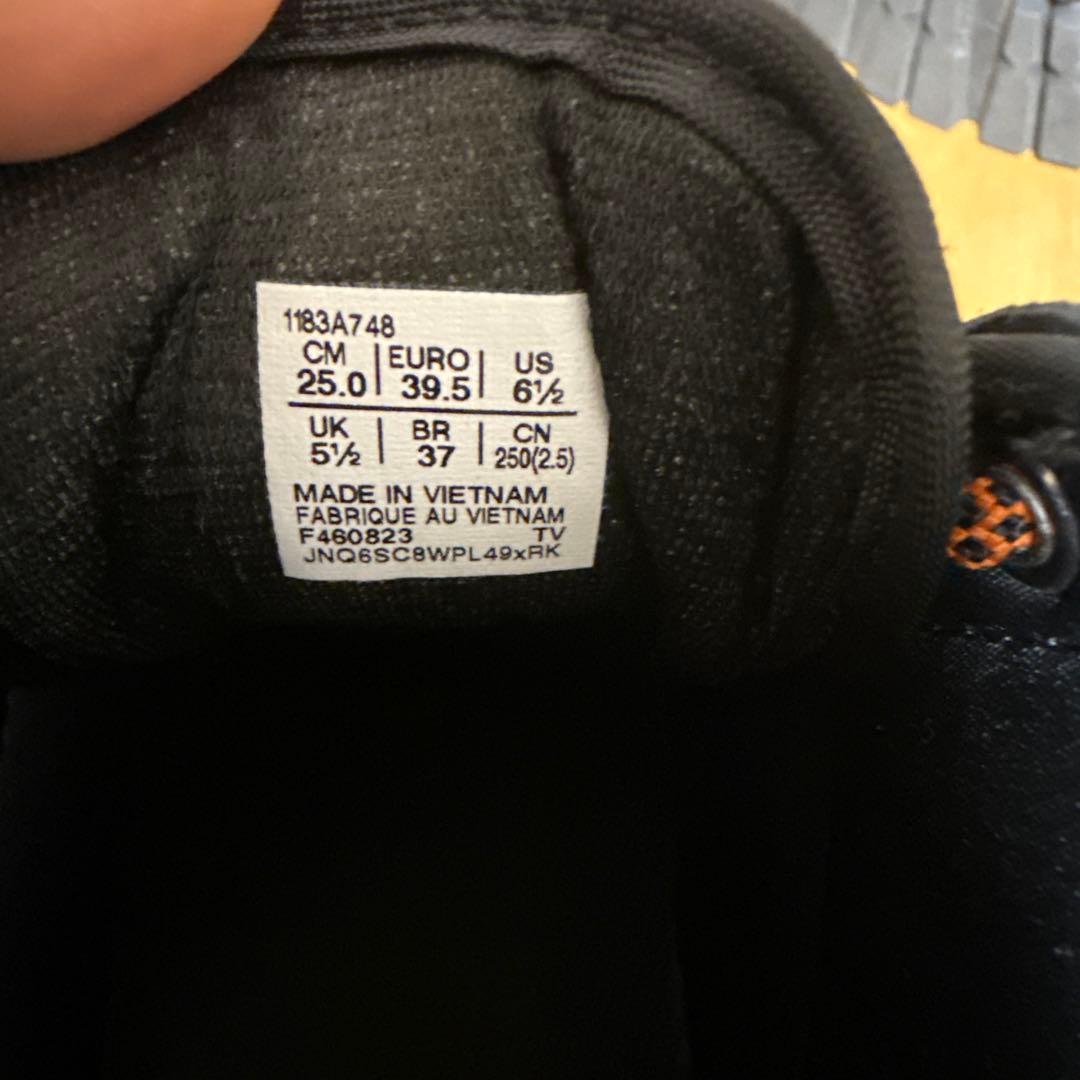 1183A748
CM | EURO | US
25.0 | 39.5 | 6½
UK | BR | CN
5½ | 37 | 250(2.5)
MADE IN VIETNAM
FABRIQUE AU VIETNAM
F460823 TV
JNQ6SC8WPL49xRK